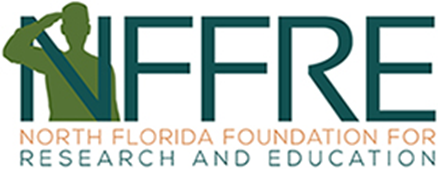 NFFRE
NORTH FLORIDA FOUNDATION FOR
RESEARCH AND EDUCATION